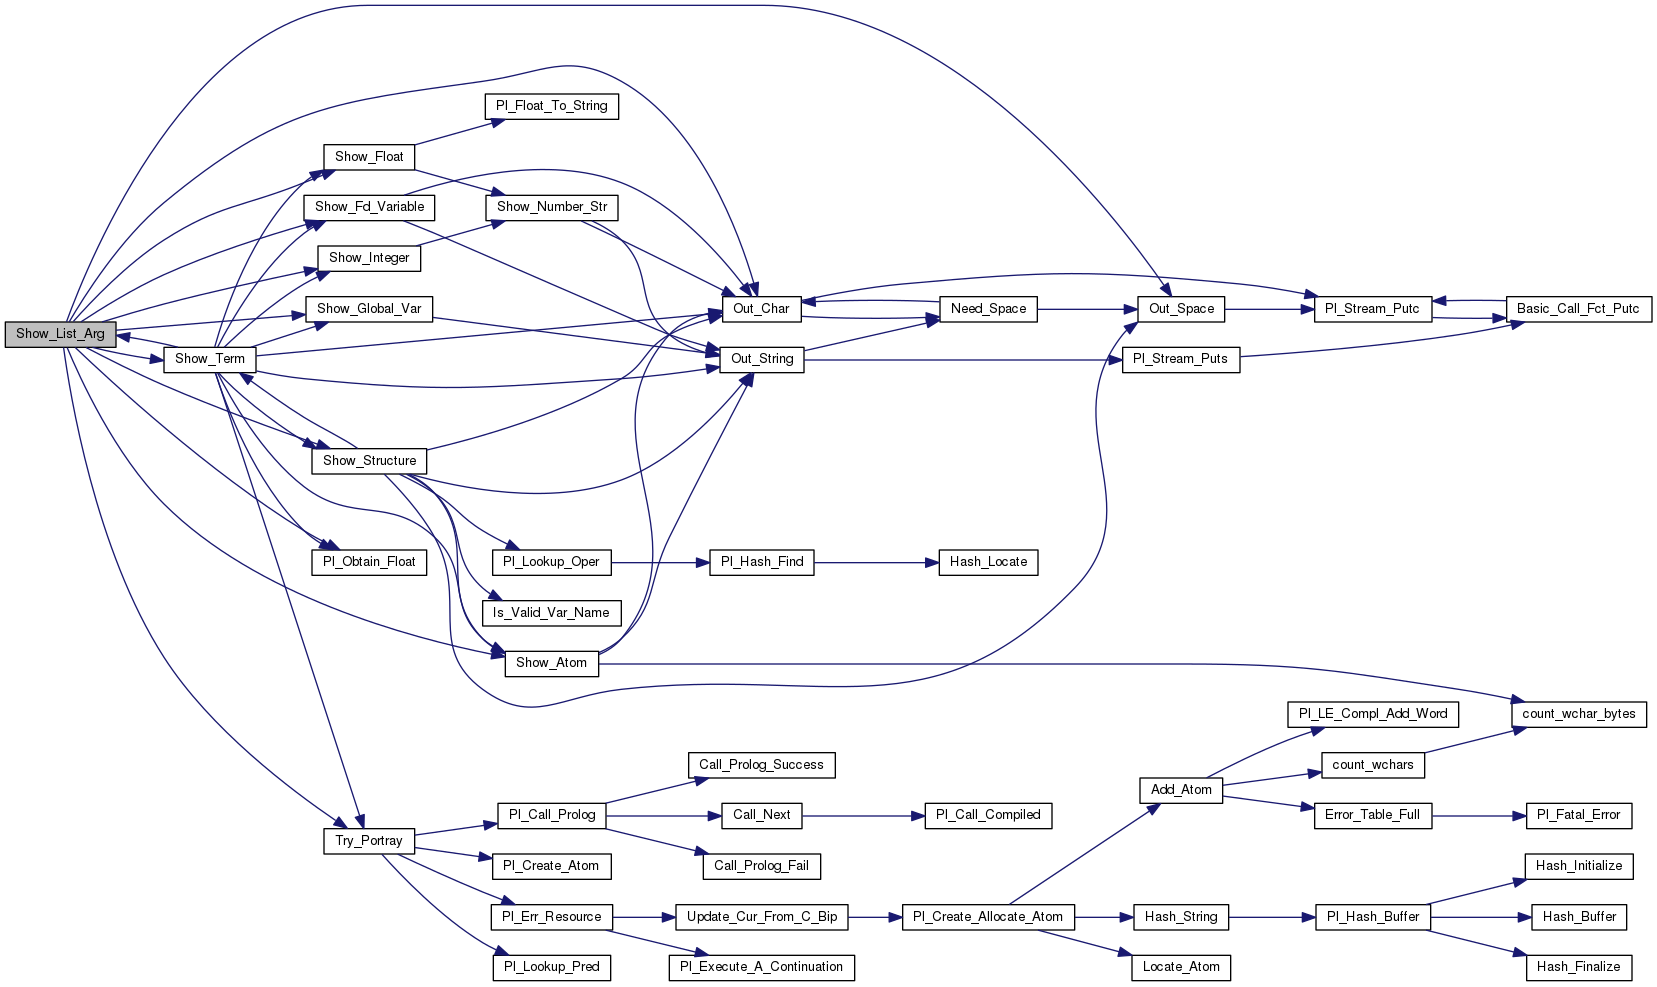 Pl_Float_To_String
Show_Float
Show_Fd_Variable
Show_Number_Str
Show_Integer
Show_Global_Var
Out_Char
Need_Space
Out_Space
Pl_Stream_Putc
Basic_Call_Fct_Putc
Show_List_Arg
Show_Term
Out_String
Pl_Stream_Puts
Show_Structure
Pl_Obtain_Float
Pl_Lookup_Oper
Pl_Hash_Find
Hash_Locate
Is_Valid_Var_Name
Show_Atom
Pl_LE_Compl_Add_Word
count_wchar_bytes
Call_Prolog_Success
count_wchars
Add_Atom
Pl_Call_Prolog
Call_Next
Pl_Call_Compiled
Error_Table_Full
Pl_Fatal_Error
Try_Portray
Pl_Create_Atom
Call_Prolog_Fail
Hash_Initialize
Pl_Err_Resource
Update_Cur_From_C_Bip
Pl_Create_Allocate_Atom
Hash_String
Pl_Hash_Buffer
Hash_Buffer
Pl_Lookup_Pred
Pl_Execute_A_Continuation
Locate_Atom
Hash_Finalize